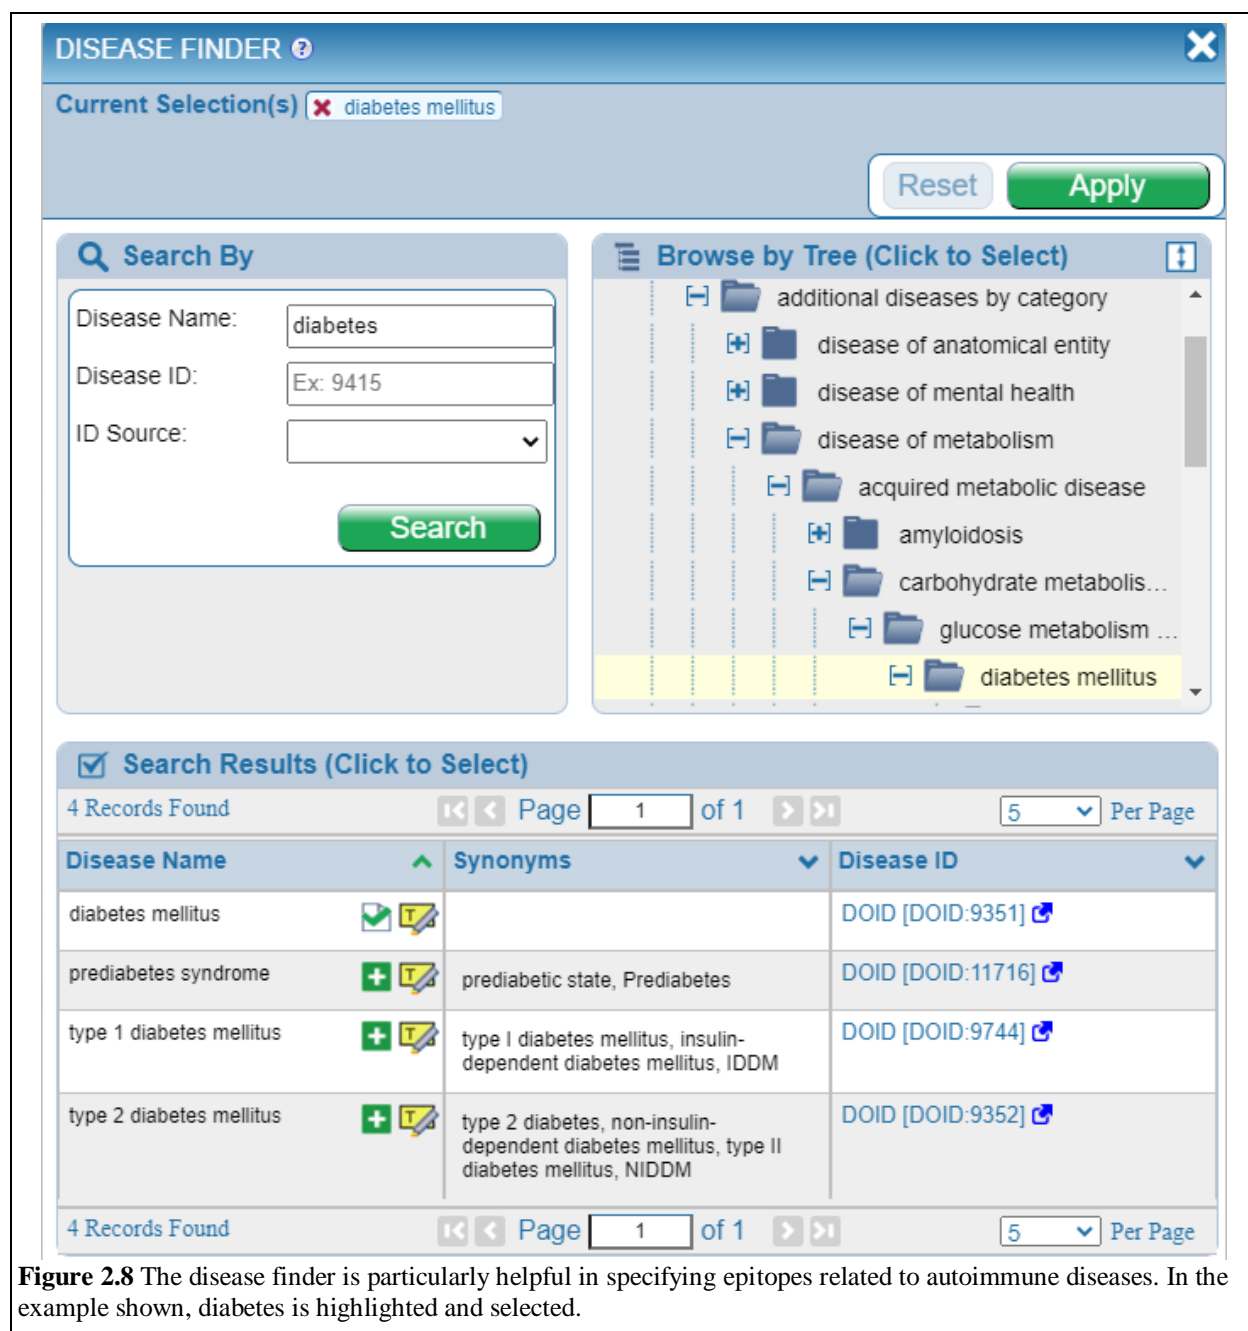 DISEASE FINDER
Current Selection(s) diabetes mellitus
Reset Apply
Search By
Disease Name: diabetes
Disease ID: Ex: 9415
ID Source:
Search
Browse by Tree (Click to Select)
additional diseases by category
disease of anatomical entity
disease of mental health
disease of metabolism
acquired metabolic disease
amyloidosis
carbohydrate metabolis...
glucose metabolism ...
diabetes mellitus
Search Results (Click to Select)
4 Records Found Page 1 of 1 5 Per Page
Disease Name Synonyms Disease ID
diabetes mellitus DOID [DOID:9351]
prediabetes syndrome prediabetic state, Prediabetes DOID [DOID:11716]
type 1 diabetes mellitus type I diabetes mellitus, insulin- DOID [DOID:9744]
dependent diabetes mellitus, IDDM
type 2 diabetes mellitus type 2 diabetes, non-insulin- DOID [DOID:9352]
dependent diabetes mellitus, type II
diabetes mellitus, NIDDM
4 Records Found Page 1 of 1 5 Per Page
Figure 2.8 The disease finder is particularly helpful in specifying epitopes related to autoimmune diseases. In the
example shown, diabetes is highlighted and selected.